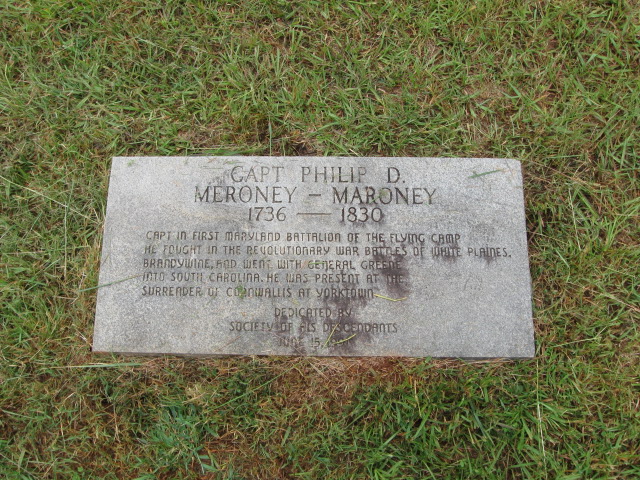 CAPT PHILIP D.
MERONEY – MARONEY
1736 — 1830
CAPT IN FIRST MARYLAND BATTALION OF THE FLYING CAMP
HE FOUGHT IN THE REVOLUTIONARY WAR BATTLES OF WHITE PLAINES,
BRANDYWINE, AND WENT WITH GENERAL GREENE
INTO SOUTH CAROLINA. HE WAS PRESENT AT THE
SURRENDER OF CORNWALLIS AT YORKTOWN.
DEDICATED BY
SOCIETY OF HIS DESCENDANTS
15,